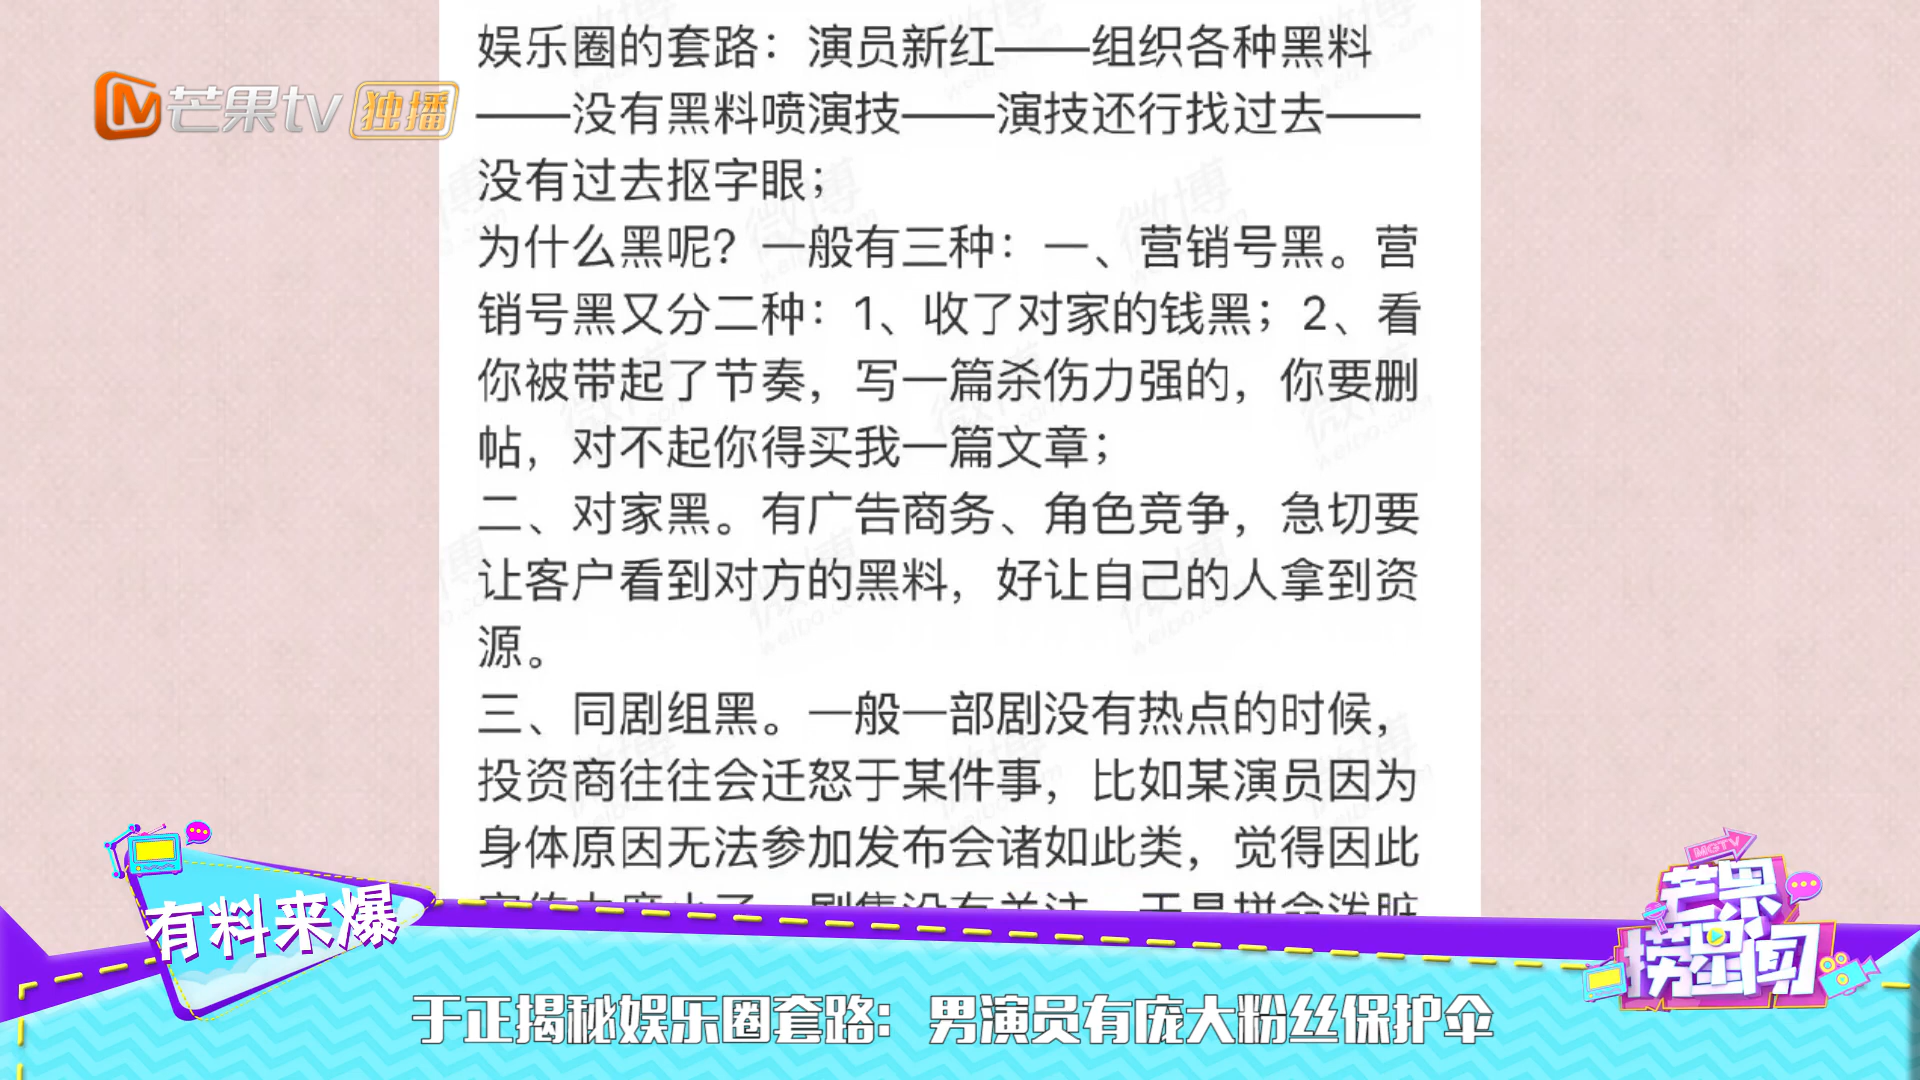 娱乐圈的套路：演员新红——组织各种黑料
——没有黑料喷演技——演技还行找过去——
没有过去抠字眼；
为什么黑呢？一般有三种：一、营销号黑。营
销号黑又分二种：1、收了对家的钱黑；2、看
你被带起了节奏，写一篇杀伤力强的，你要删
帖，对不起你得买我一篇文章；
二、对家黑。有广告商务、角色竞争，急切要
让客户看到对方的黑料，好让自己的人拿到资
源。
三、同剧组黑。一般一部剧没有热点的时候，
投资商往往会迁怒于某件事，比如某演员因为
身体原因无法参加发布会诸如此类，觉得因此
芒果tv 独播
有料来爆
MGTV
芒果
捞乐闻
于正揭秘娱乐圈套路：男演员有庞大粉丝保护伞